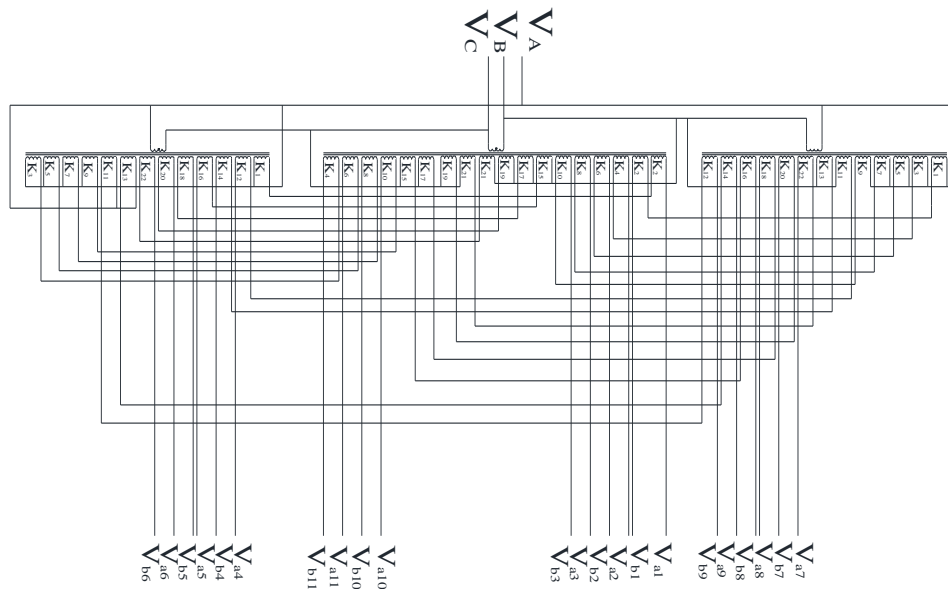 V_C V_B V_A
K_3 K_5 K_7 K_9 K_11 K_13 K_22 K_20 K_18 K_16 K_14 K_12 K_1
K_4 K_6 K_8 K_10 K_15 K_17 K_19 K_21 K_21 K_19 K_17 K_15 K_10 K_8 K_6 K_4 K_2 K_2
K_12 K_14 K_16 K_18 K_20 K_22 K_13 K_11 K_9 K_7 K_5 K_3 K_1
V_b6 V_a6 V_b5 V_a5 V_b4 V_a4
V_b11 V_a11 V_b10 V_a10
V_b3 V_a3 V_b2 V_a2 V_b1 V_a1
V_b9 V_a9 V_b8 V_a8 V_b7 V_a7